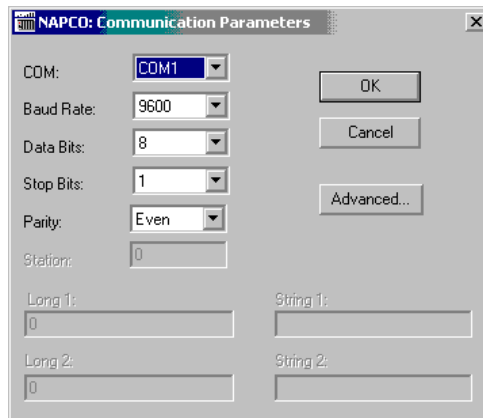 NAPCO: Communication Parameters
COM: COM1
Baud Rate: 9600
Data Bits: 8
Stop Bits: 1
Parity: Even
Station: 0
OK
Cancel
Advanced...
Long 1: String 1:
0
Long 2: String 2:
0